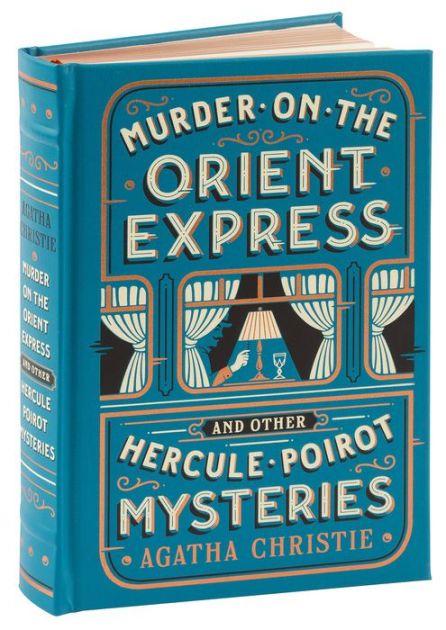 MURDER·ON·THE
ORIENT
EXPRESS
AND OTHER
HERCULE·POIROT
MYSTERIES
AGATHA CHRISTIE
AGATHA
CHRISTIE
MURDER
ON THE
ORIENT
EXPRESS
AND OTHER
HERCULE
POIROT
MYSTERIES